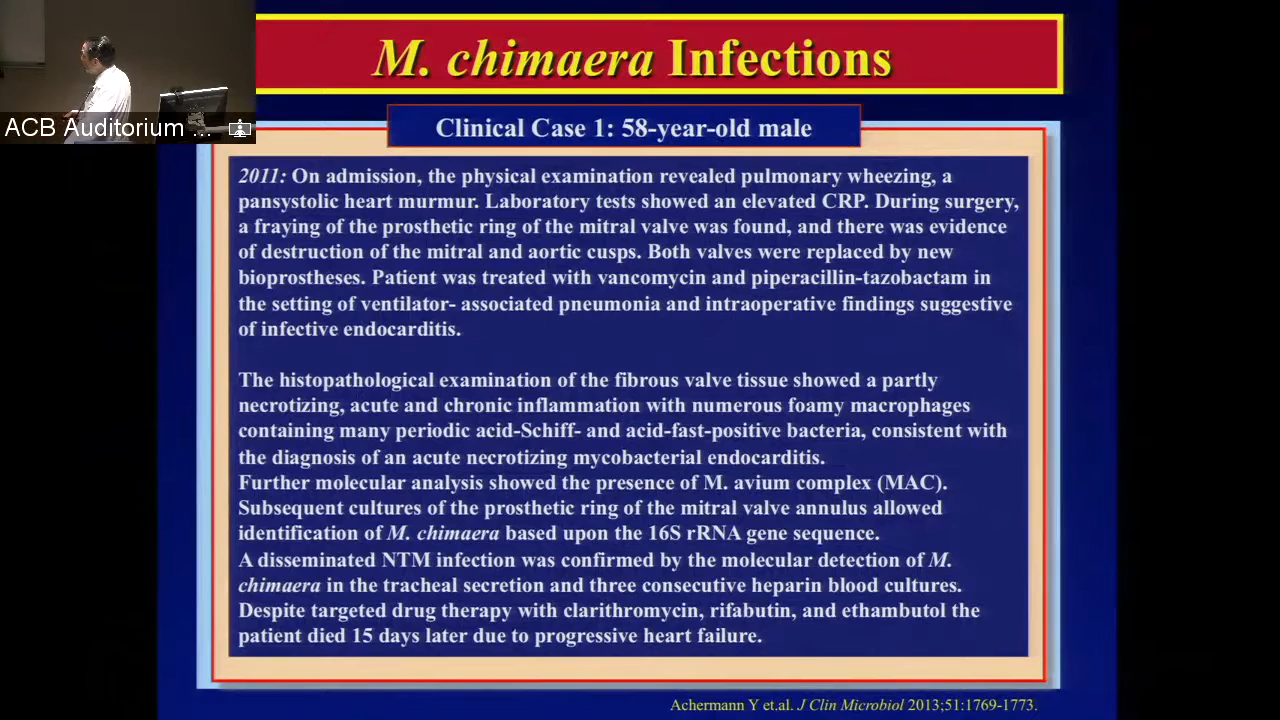 M. chimaera Infections
ACB Auditorium ...
Clinical Case 1: 58-year-old male
2011: On admission, the physical examination revealed pulmonary wheezing, a
pansystolic heart murmur. Laboratory tests showed an elevated CRP. During surgery,
a fraying of the prosthetic ring of the mitral valve was found, and there was evidence
of destruction of the mitral and aortic cusps. Both valves were replaced by new
bioprostheses. Patient was treated with vancomycin and piperacillin-tazobactam in
the setting of ventilator- associated pneumonia and intraoperative findings suggestive
of infective endocarditis.
The histopathological examination of the fibrous valve tissue showed a partly
necrotizing, acute and chronic inflammation with numerous foamy macrophages
containing many periodic acid-Schiff- and acid-fast-positive bacteria, consistent with
the diagnosis of an acute necrotizing mycobacterial endocarditis.
Further molecular analysis showed the presence of M. avium complex (MAC).
Subsequent cultures of the prosthetic ring of the mitral valve annulus allowed
identification of M. chimaera based upon the 16S rRNA gene sequence.
A disseminated NTM infection was confirmed by the molecular detection of M.
chimaera in the tracheal secretion and three consecutive heparin blood cultures.
Despite targeted drug therapy with clarithromycin, rifabutin, and ethambutol the
patient died 15 days later due to progressive heart failure.
Achermann Y et.al. J Clin Microbiol 2013;51:1769-1773.